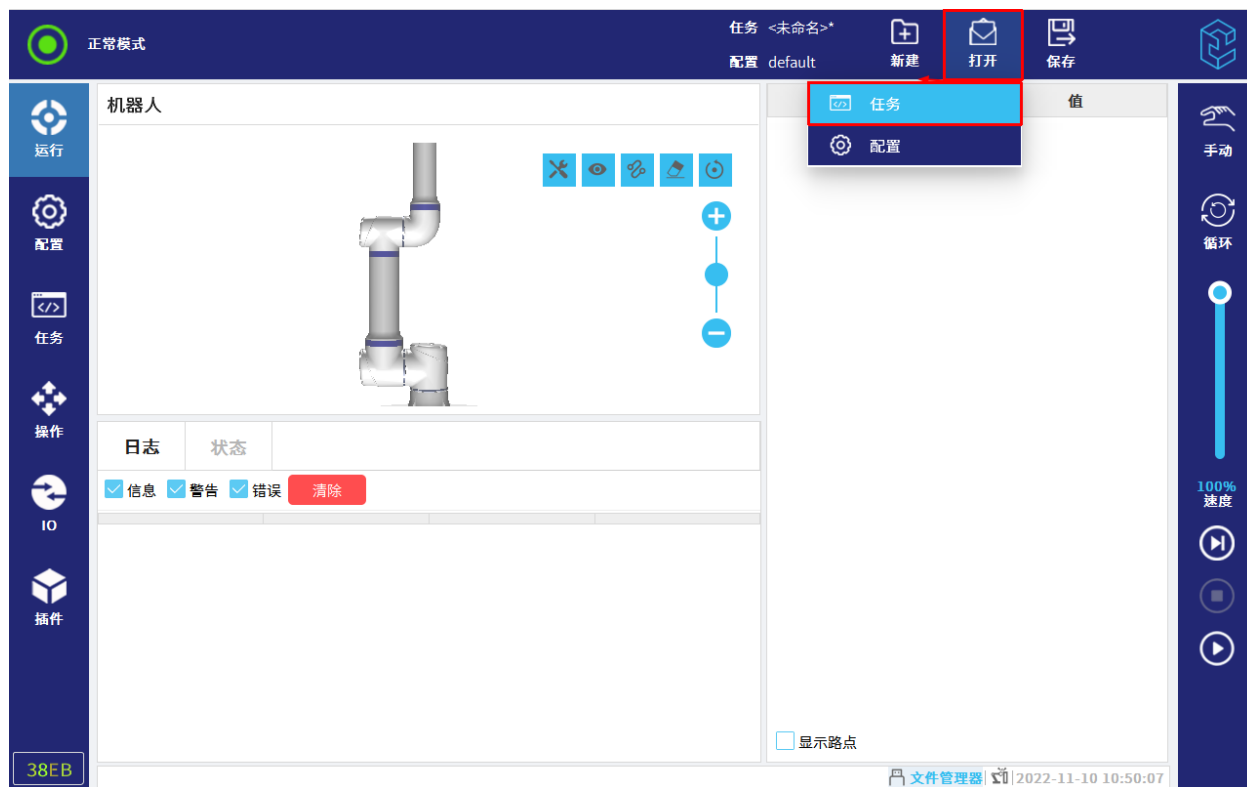 正常模式
任务 <未命名>*
配置 default
新建
打开
保存
运行
配置
任务
操作
IO
插件
38EB
机器人
值
任务
配置
日志
状态
信息
警告
错误
清除
显示路点
文件管理器
2022-11-10 10:50:07
手动
循环
100%
速度